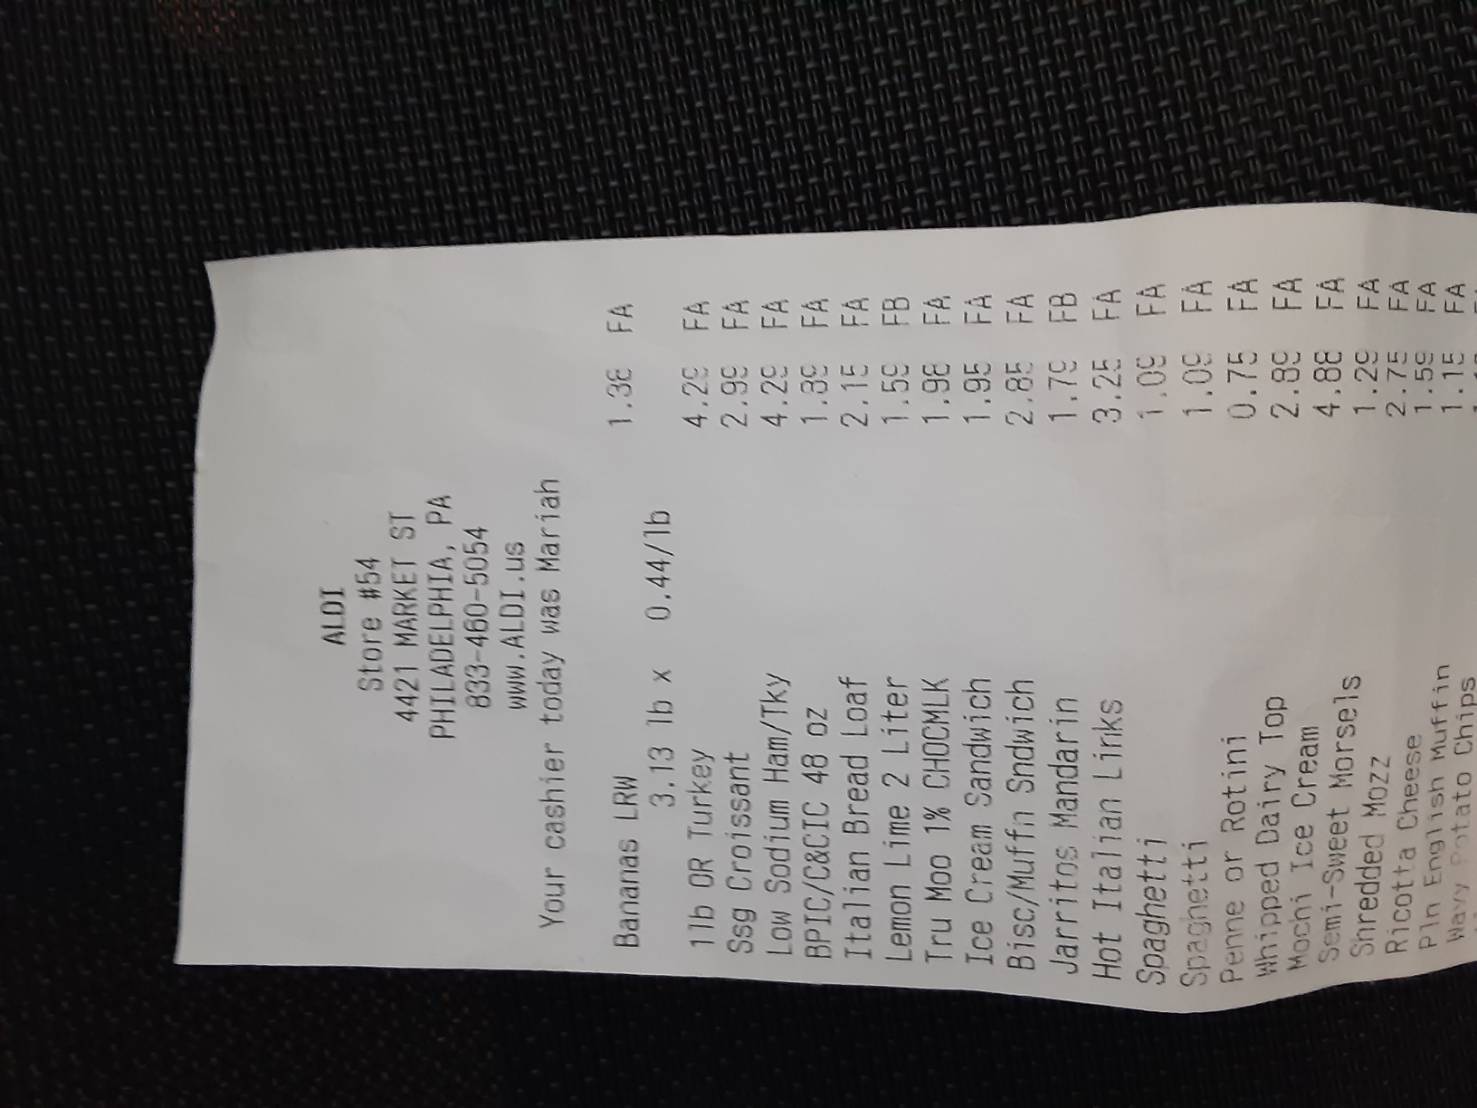 ALDI
Store #54
4421 MARKET ST
PHILADELPHIA, PA
833-460-5054
www.ALDI.us
Your cashier today was Mariah
Bananas LRW 1.38 FA
3.13 lb x 0.44/lb
1lb OR Turkey 4.29 FA
Ssg Croissant 2.99 FA
Low Sodium Ham/Tky 4.29 FA
BPIC/C&CIC 48 oz 1.89 FA
Italian Bread Loaf 2.15 FA
Lemon Lime 2 Liter 1.59 FB
Tru Moo 1% CHOCMLK 1.98 FA
Ice Cream Sandwich 1.95 FA
Bisc/Muffn Sndwich 2.85 FA
Jarritos Mandarin 1.79 FB
Hot Italian Links 3.25 FA
Spaghetti 1.09 FA
Spaghetti 1.09 FA
Penne or Rotini 0.75 FA
Whipped Dairy Top 2.89 FA
Mochi Ice Cream 4.88 FA
Semi-Sweet Morsels 1.29 FA
Shredded Mozz 2.75 FA
Ricotta Cheese 1.59 FA
Pln English Muffin 1.15 FA
Wavy Potato Chips